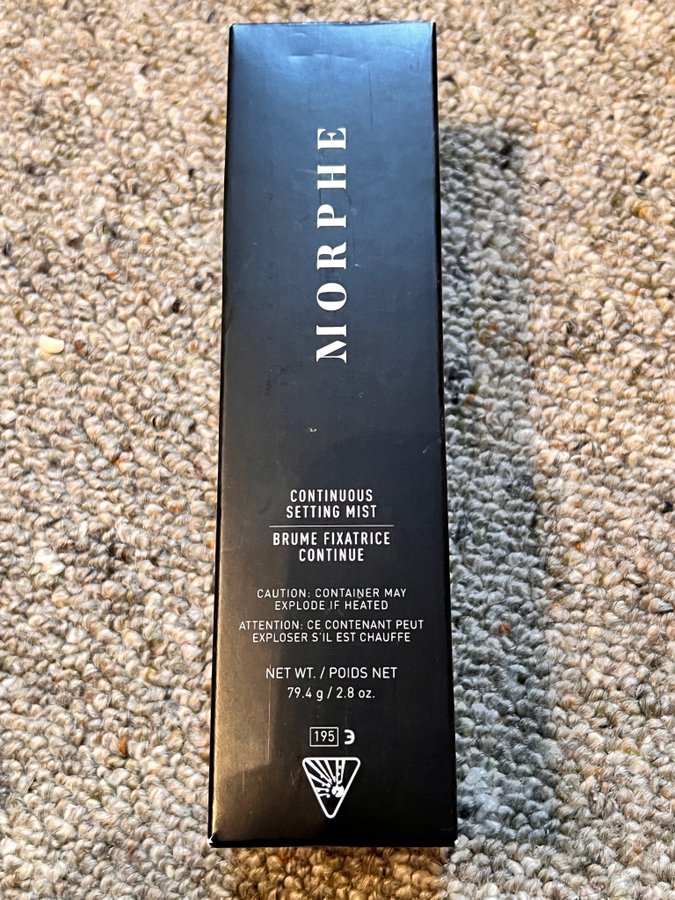 MORPHE
CONTINUOUS
SETTING MIST
BRUME FIXATRICE
CONTINUE
CAUTION: CONTAINER MAY
EXPLODE IF HEATED
ATTENTION: CE CONTENANT PEUT
EXPLOSER S'IL EST CHAUFFE
NET WT. / POIDS NET
79.4 g / 2.8 oz.
195 3